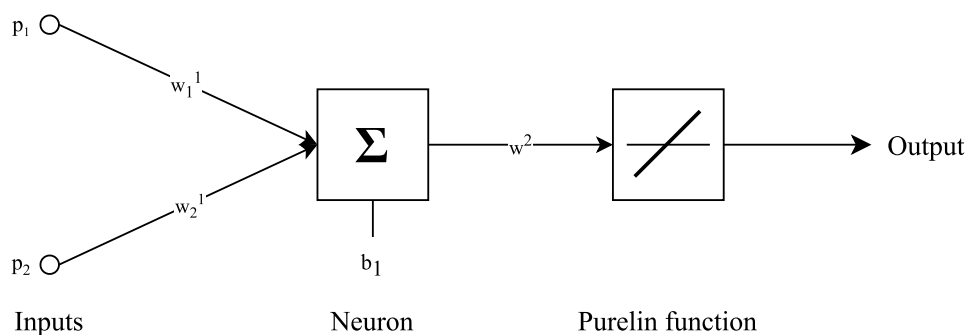 p₁
w₁¹
Σ
w²
Output
w₂¹
p₂
b₁
Inputs
Neuron
Purelin function